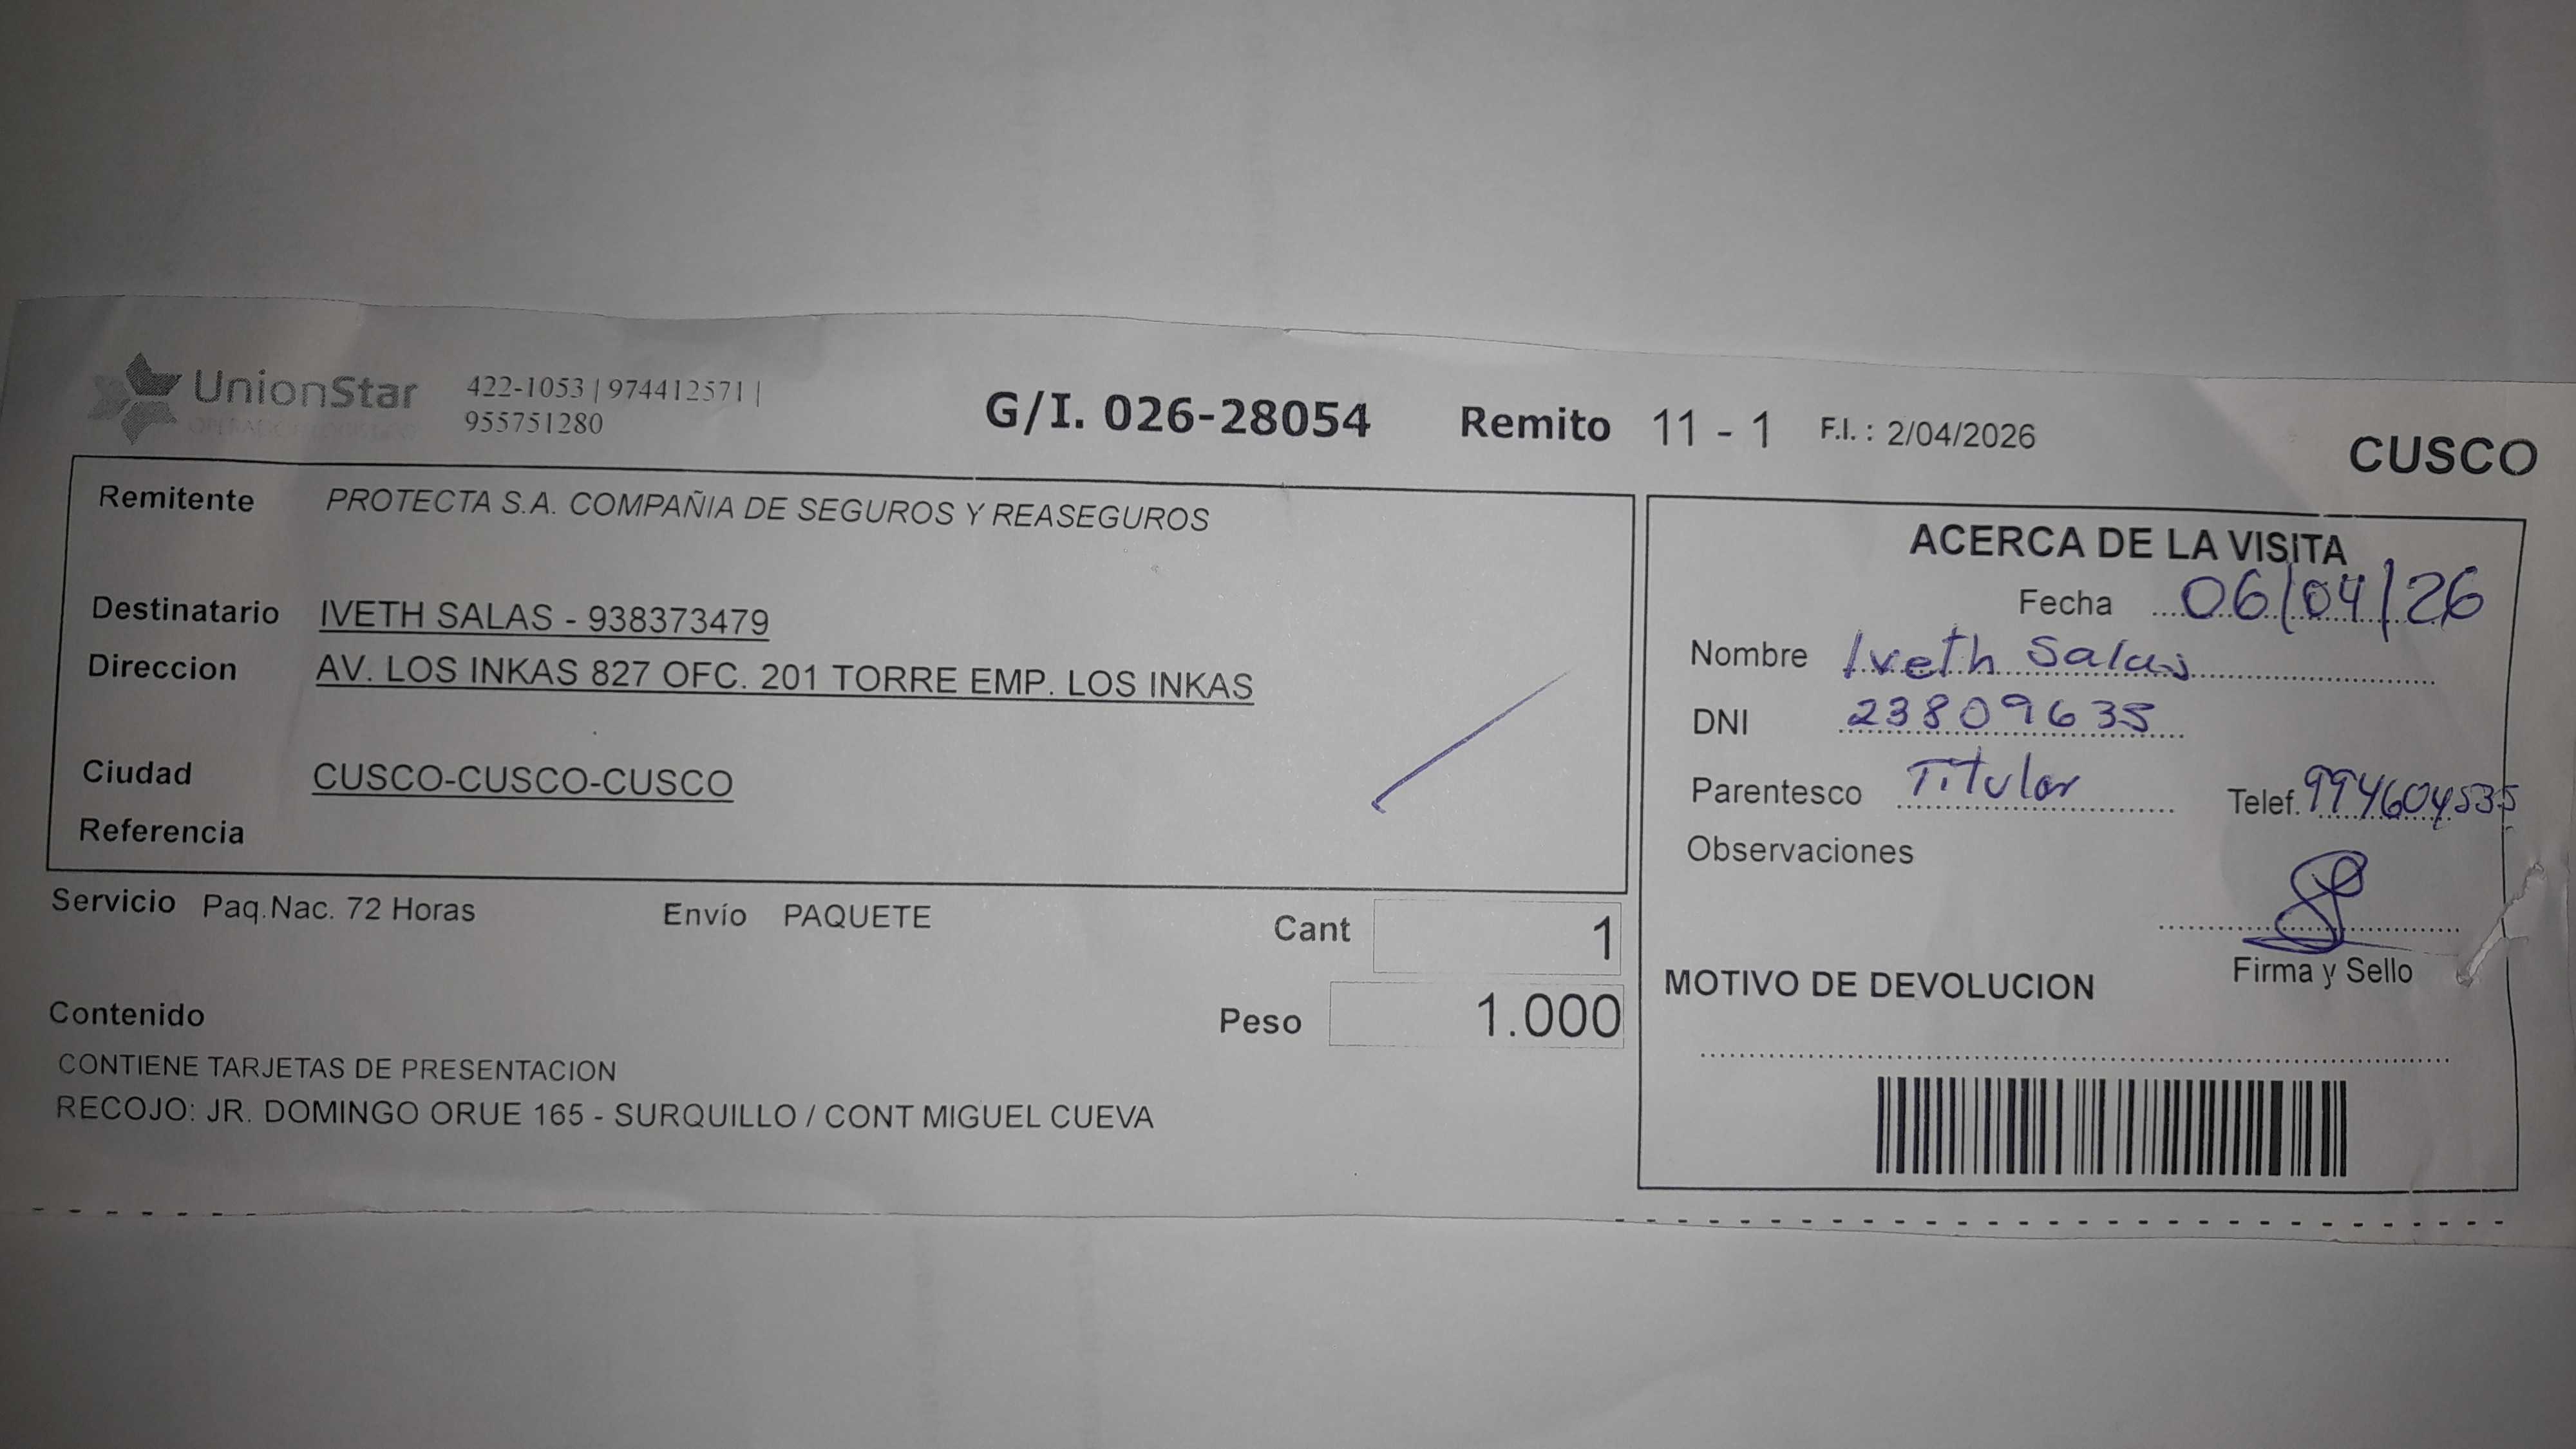 UnionStar
OPERADOR LOGISTICO
422-1053 | 974412571 |
955751280
G/I. 026-28054 Remito 11 - 1 F.I. : 2/04/2026
CUSCO
Remitente PROTECTA S.A. COMPAÑIA DE SEGUROS Y REASEGUROS
Destinatario IVETH SALAS - 938373479
Direccion AV. LOS INKAS 827 OFC. 201 TORRE EMP. LOS INKAS
Ciudad CUSCO-CUSCO-CUSCO
Referencia
Servicio Paq.Nac. 72 Horas Envío PAQUETE Cant 1
Peso 1.000
Contenido
CONTIENE TARJETAS DE PRESENTACION
RECOJO: JR. DOMINGO ORUE 165 - SURQUILLO / CONT MIGUEL CUEVA
ACERCA DE LA VISITA
Fecha 06/04/26
Nombre Iveth Salas
DNI 23809635
Parentesco Titular Telef. 994604535
Observaciones
Firma y Sello
MOTIVO DE DEVOLUCION